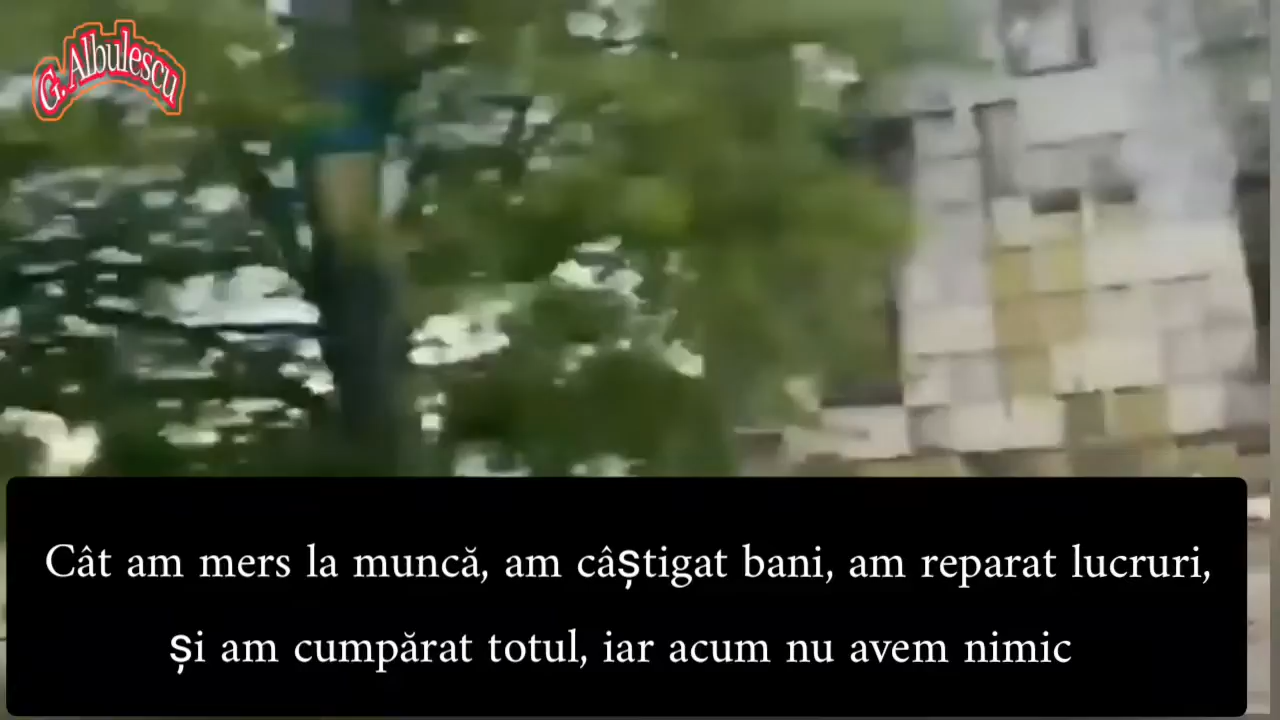 G. Albulescu
Cât am mers la muncă, am câștigat bani, am reparat lucruri,
și am cumpărat totul, iar acum nu avem nimic